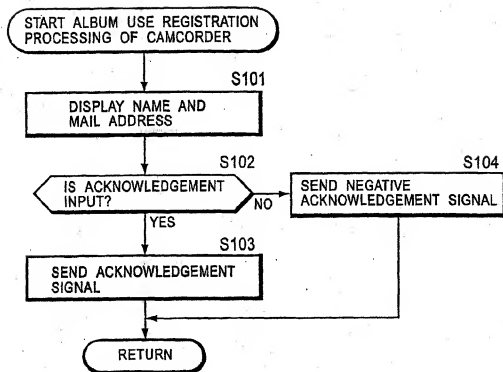 START ALBUM USE REGISTRATION
PROCESSING OF CAMCORDER
S101
DISPLAY NAME AND
MAIL ADDRESS
S102
IS ACKNOWLEDGEMENT
INPUT?
NO
YES
S104
SEND NEGATIVE
ACKNOWLEDGEMENT SIGNAL
S103
SEND ACKNOWLEDGEMENT
SIGNAL
RETURN